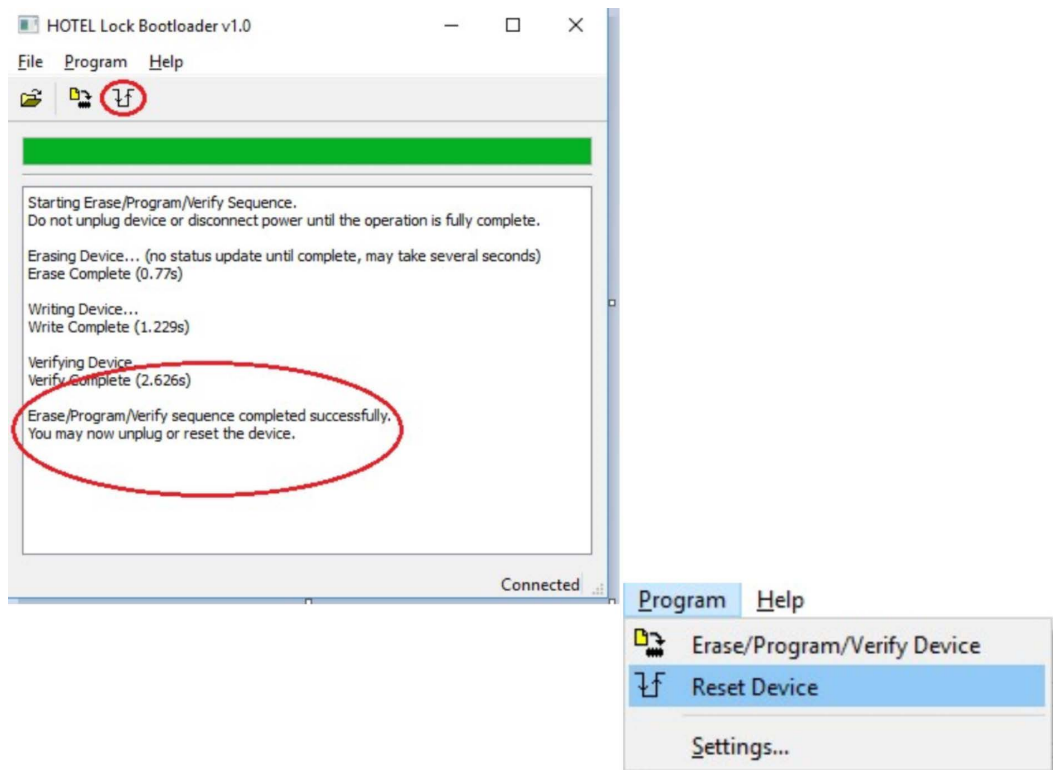 HOTEL Lock Bootloader v1.0
File Program Help
Starting Erase/Program/Verify Sequence.
Do not unplug device or disconnect power until the operation is fully complete.
Erasing Device... (no status update until complete, may take several seconds)
Erase Complete (0.77s)
Writing Device...
Write Complete (1.229s)
Verifying Device...
Verify Complete (2.626s)
Erase/Program/Verify sequence completed successfully.
You may now unplug or reset the device.
Connected
Program Help
Erase/Program/Verify Device
Reset Device
Settings...